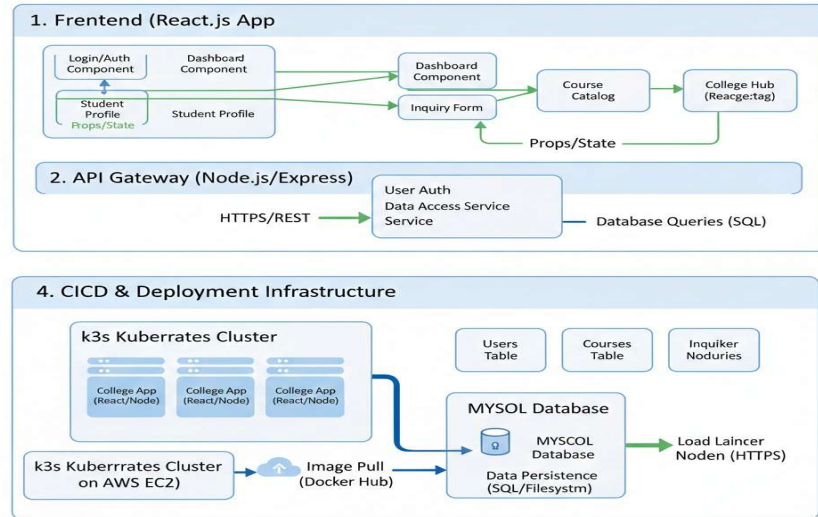 1. Frentend (React.js App
Login/Auth
Component
Dashboard
Component
Student
Profile
Props/State
Student Profile
Dashboard
Component
Inquiry Form
Course
Catalog
College Hub
(Reacge:tag)
Props/State
2. API Gateway (Node.js/Express)
User Auth
Data Access Service
Service
HTTPS/REST
Database Queries (SQL)
4. CICD & Deployment Infrastructure
k3s Kuberrates Cluster
College App
(React/Node)
College App
(React/Node)
College App
(React/Node)
Users
Table
Courses
Table
Inquiker
Noduries
MYSOL Database
MYSCOL
Database
Data Persistence
(SQL/Filesystm)
Load Laincer
Noden (HTTPS)
k3s Kuberrrates Cluster
on AWS EC2)
Image Pull
(Docker Hub)